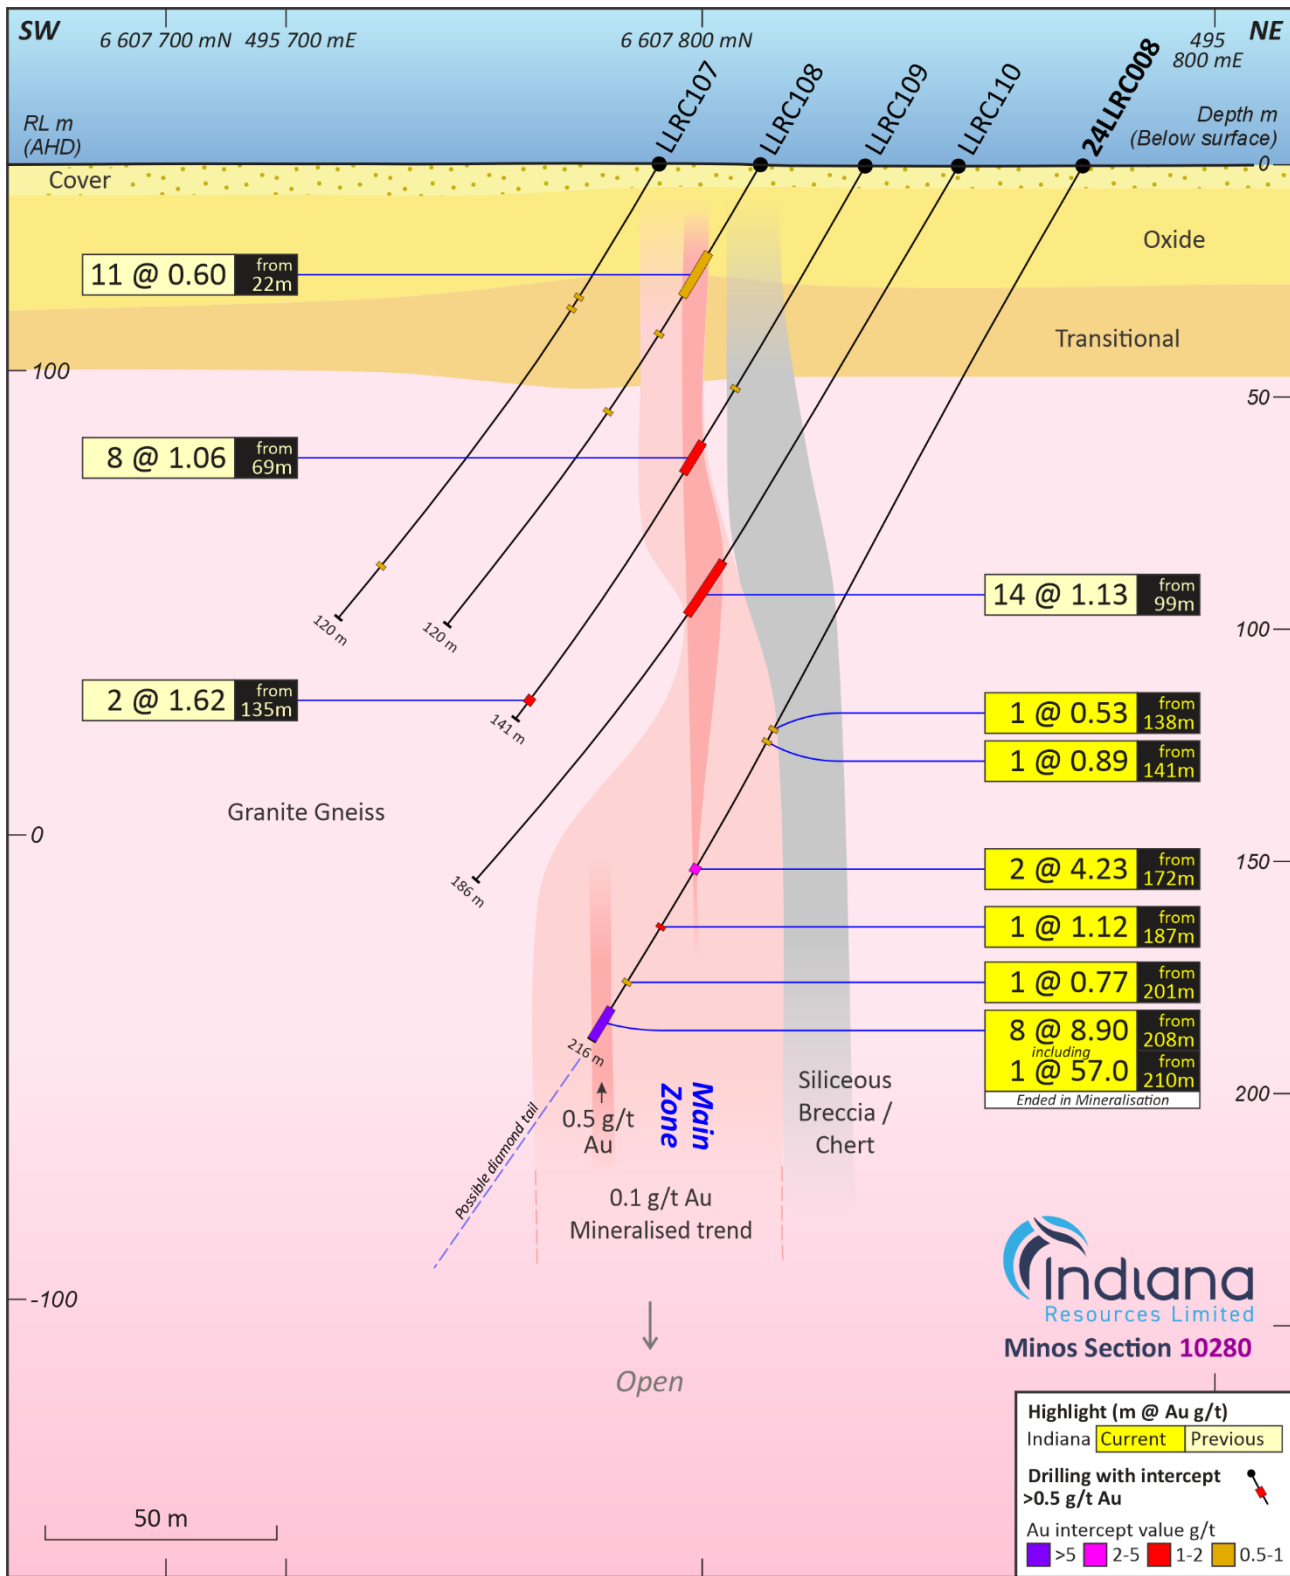 SW
6 607 700 mN
495 700 mE
6 607 800 mN
495
800 mE
NE
RL m
(AHD)
LLRC107
LLRC108
LLRC109
LLRC110
24LLRC008
Depth m
(Below surface)
0
Cover
Oxide
11 @ 0.60
from
22m
Transitional
100
50
8 @ 1.06
from
69m
14 @ 1.13
from
99m
120 m
120 m
100
2 @ 1.62
from
135m
141 m
1 @ 0.53
from
138m
1 @ 0.89
from
141m
Granite Gneiss
0
186 m
150
2 @ 4.23
from
172m
1 @ 1.12
from
187m
1 @ 0.77
from
201m
8 @ 8.90
from
208m
including
1 @ 57.0
from
210m
Ended in Mineralisation
216 m
Possible diamond tail
0.5 g/t
Au
Main
Zone
Siliceous
Breccia /
Chert
200
0.1 g/t Au
Mineralised trend
-100
Open
Indiana
Resources Limited
Minos Section 10280
50 m
Highlight (m @ Au g/t)
Indiana Current Previous
Drilling with intercept
>0.5 g/t Au
Au intercept value g/t
>5 2-5 1-2 0.5-1